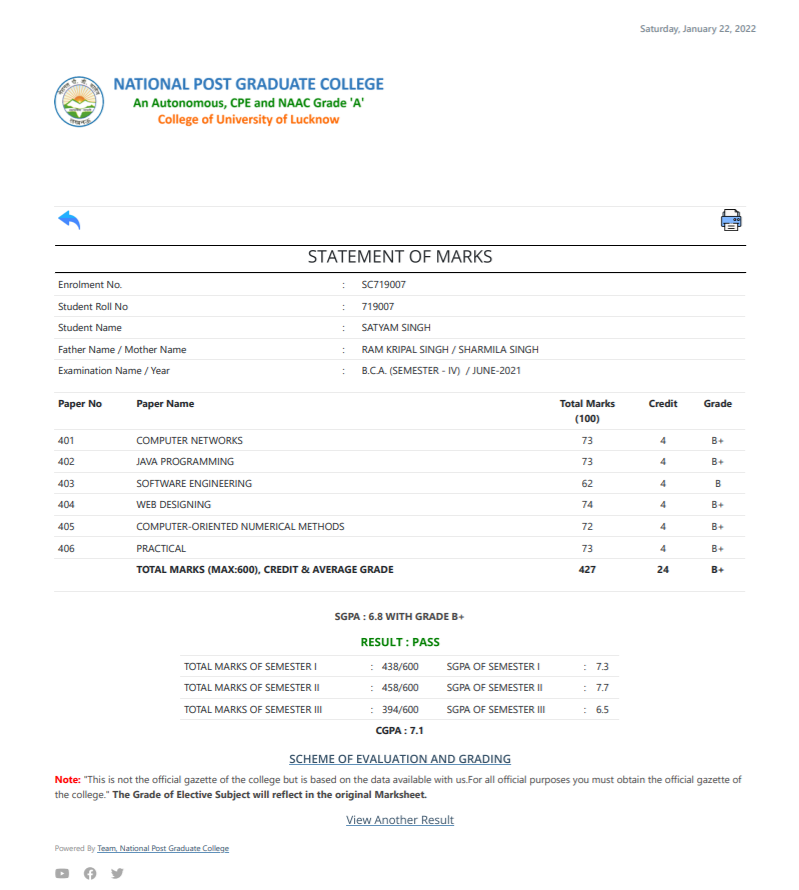 Saturday, January 22, 2022
NATIONAL POST GRADUATE COLLEGE
An Autonomous, CPE and NAAC Grade 'A'
College of University of Lucknow
STATEMENT OF MARKS
Enrolment No. : SC719007
Student Roll No : 719007
Student Name : SATYAM SINGH
Father Name / Mother Name : RAM KRIPAL SINGH / SHARMILA SINGH
Examination Name / Year : B.C.A. (SEMESTER - IV) / JUNE-2021
Paper No Paper Name Total Marks (100) Credit Grade
401 COMPUTER NETWORKS 73 4 B+
402 JAVA PROGRAMMING 73 4 B+
403 SOFTWARE ENGINEERING 62 4 B
404 WEB DESIGNING 74 4 B+
405 COMPUTER-ORIENTED NUMERICAL METHODS 72 4 B+
406 PRACTICAL 73 4 B+
TOTAL MARKS (MAX:600), CREDIT & AVERAGE GRADE 427 24 B+
SGPA : 6.8 WITH GRADE B+
RESULT : PASS
TOTAL MARKS OF SEMESTER I : 438/600 SGPA OF SEMESTER I : 7.3
TOTAL MARKS OF SEMESTER II : 458/600 SGPA OF SEMESTER II : 7.7
TOTAL MARKS OF SEMESTER III : 394/600 SGPA OF SEMESTER III : 6.5
CGPA : 7.1
SCHEME OF EVALUATION AND GRADING
Note: "This is not the official gazette of the college but is based on the data available with us.For all official purposes you must obtain the official gazette of
the college." The Grade of Elective Subject will reflect in the original Marksheet.
View Another Result
Powered By Team, National Post Graduate College